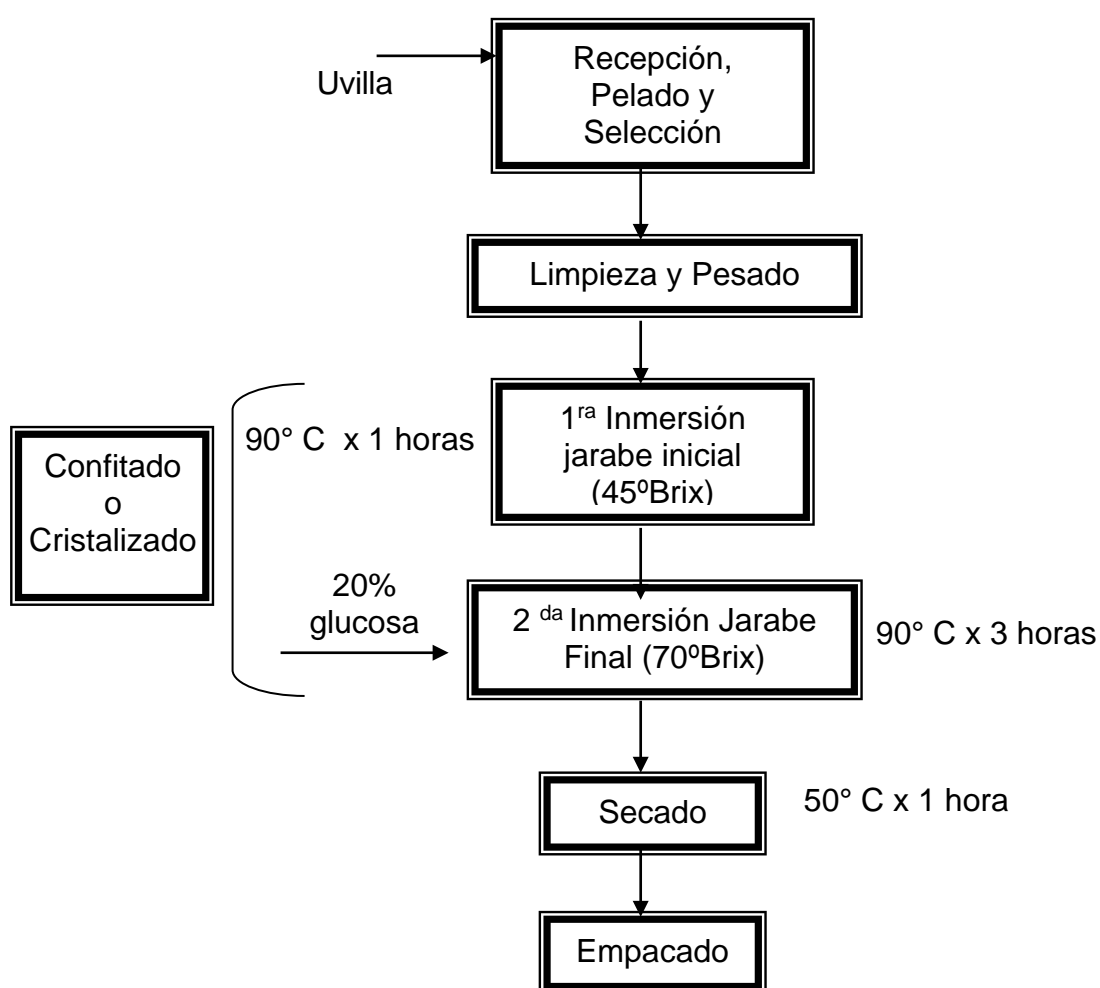 Uvilla
Recepción,
Pelado y
Selección
Limpieza y Pesado
Confitado
o
Cristalizado
90° C x 1 horas
1ra Inmersión
jarabe inicial
(45ºBrix)
20%
glucosa
2 da Inmersión Jarabe
Final (70ºBrix)
90° C x 3 horas
Secado
50° C x 1 hora
Empacado